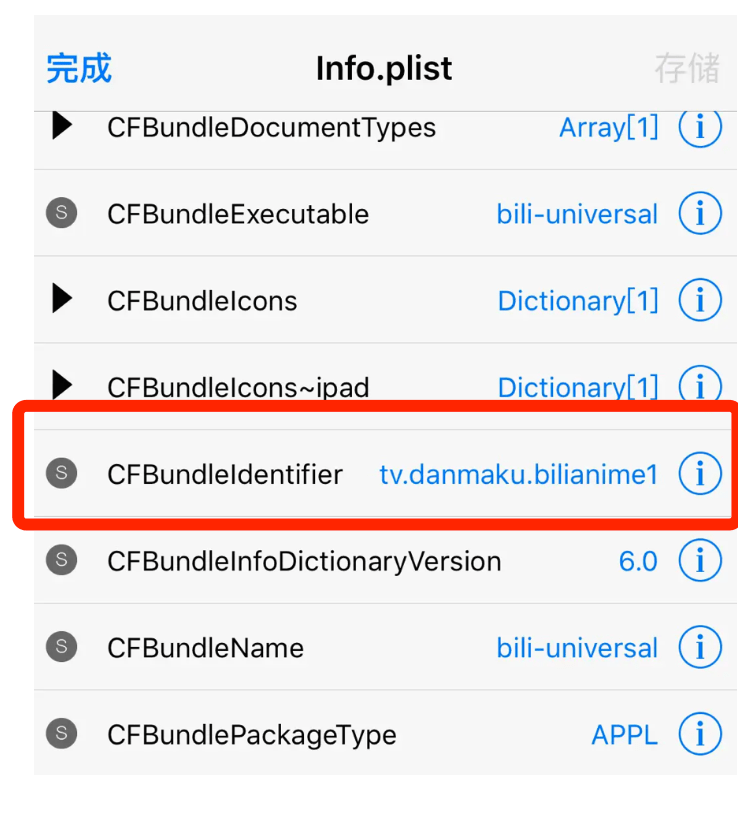 完成 Info.plist 存储
CFBundleDocumentTypes Array[1]
S CFBundleExecutable bili-universal
CFBundleIcons Dictionary[1]
CFBundleIcons~ipad Dictionary[1]
S CFBundleIdentifier tv.danmaku.bilianime1
S CFBundleInfoDictionaryVersion 6.0
S CFBundleName bili-universal
S CFBundlePackageType APPL